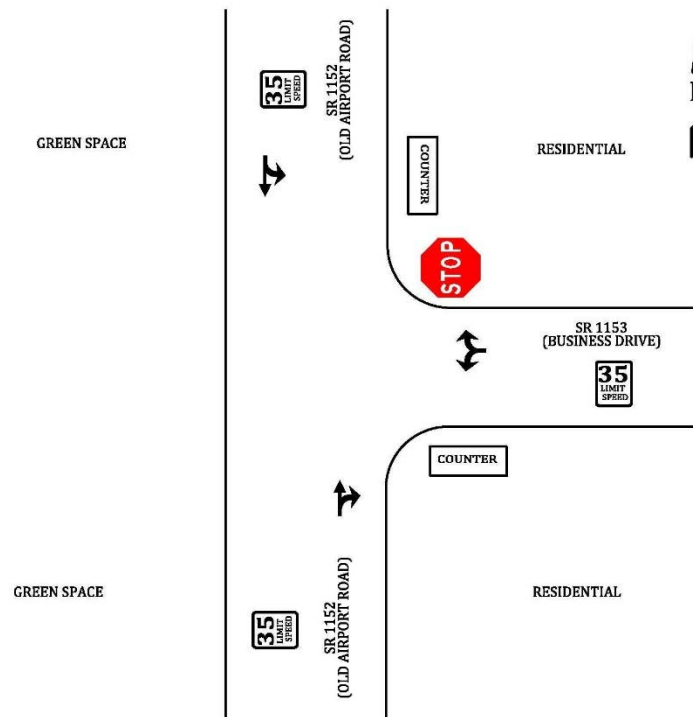 35
LIMIT
SPEED
SR 1152
(OLD AIRPORT ROAD)
GREEN SPACE
COUNTER
RESIDENTIAL
STOP
SR 1153
(BUSINESS DRIVE)
35
LIMIT
SPEED
COUNTER
GREEN SPACE
35
LIMIT
SPEED
SR 1152
(OLD AIRPORT ROAD)
RESIDENTIAL